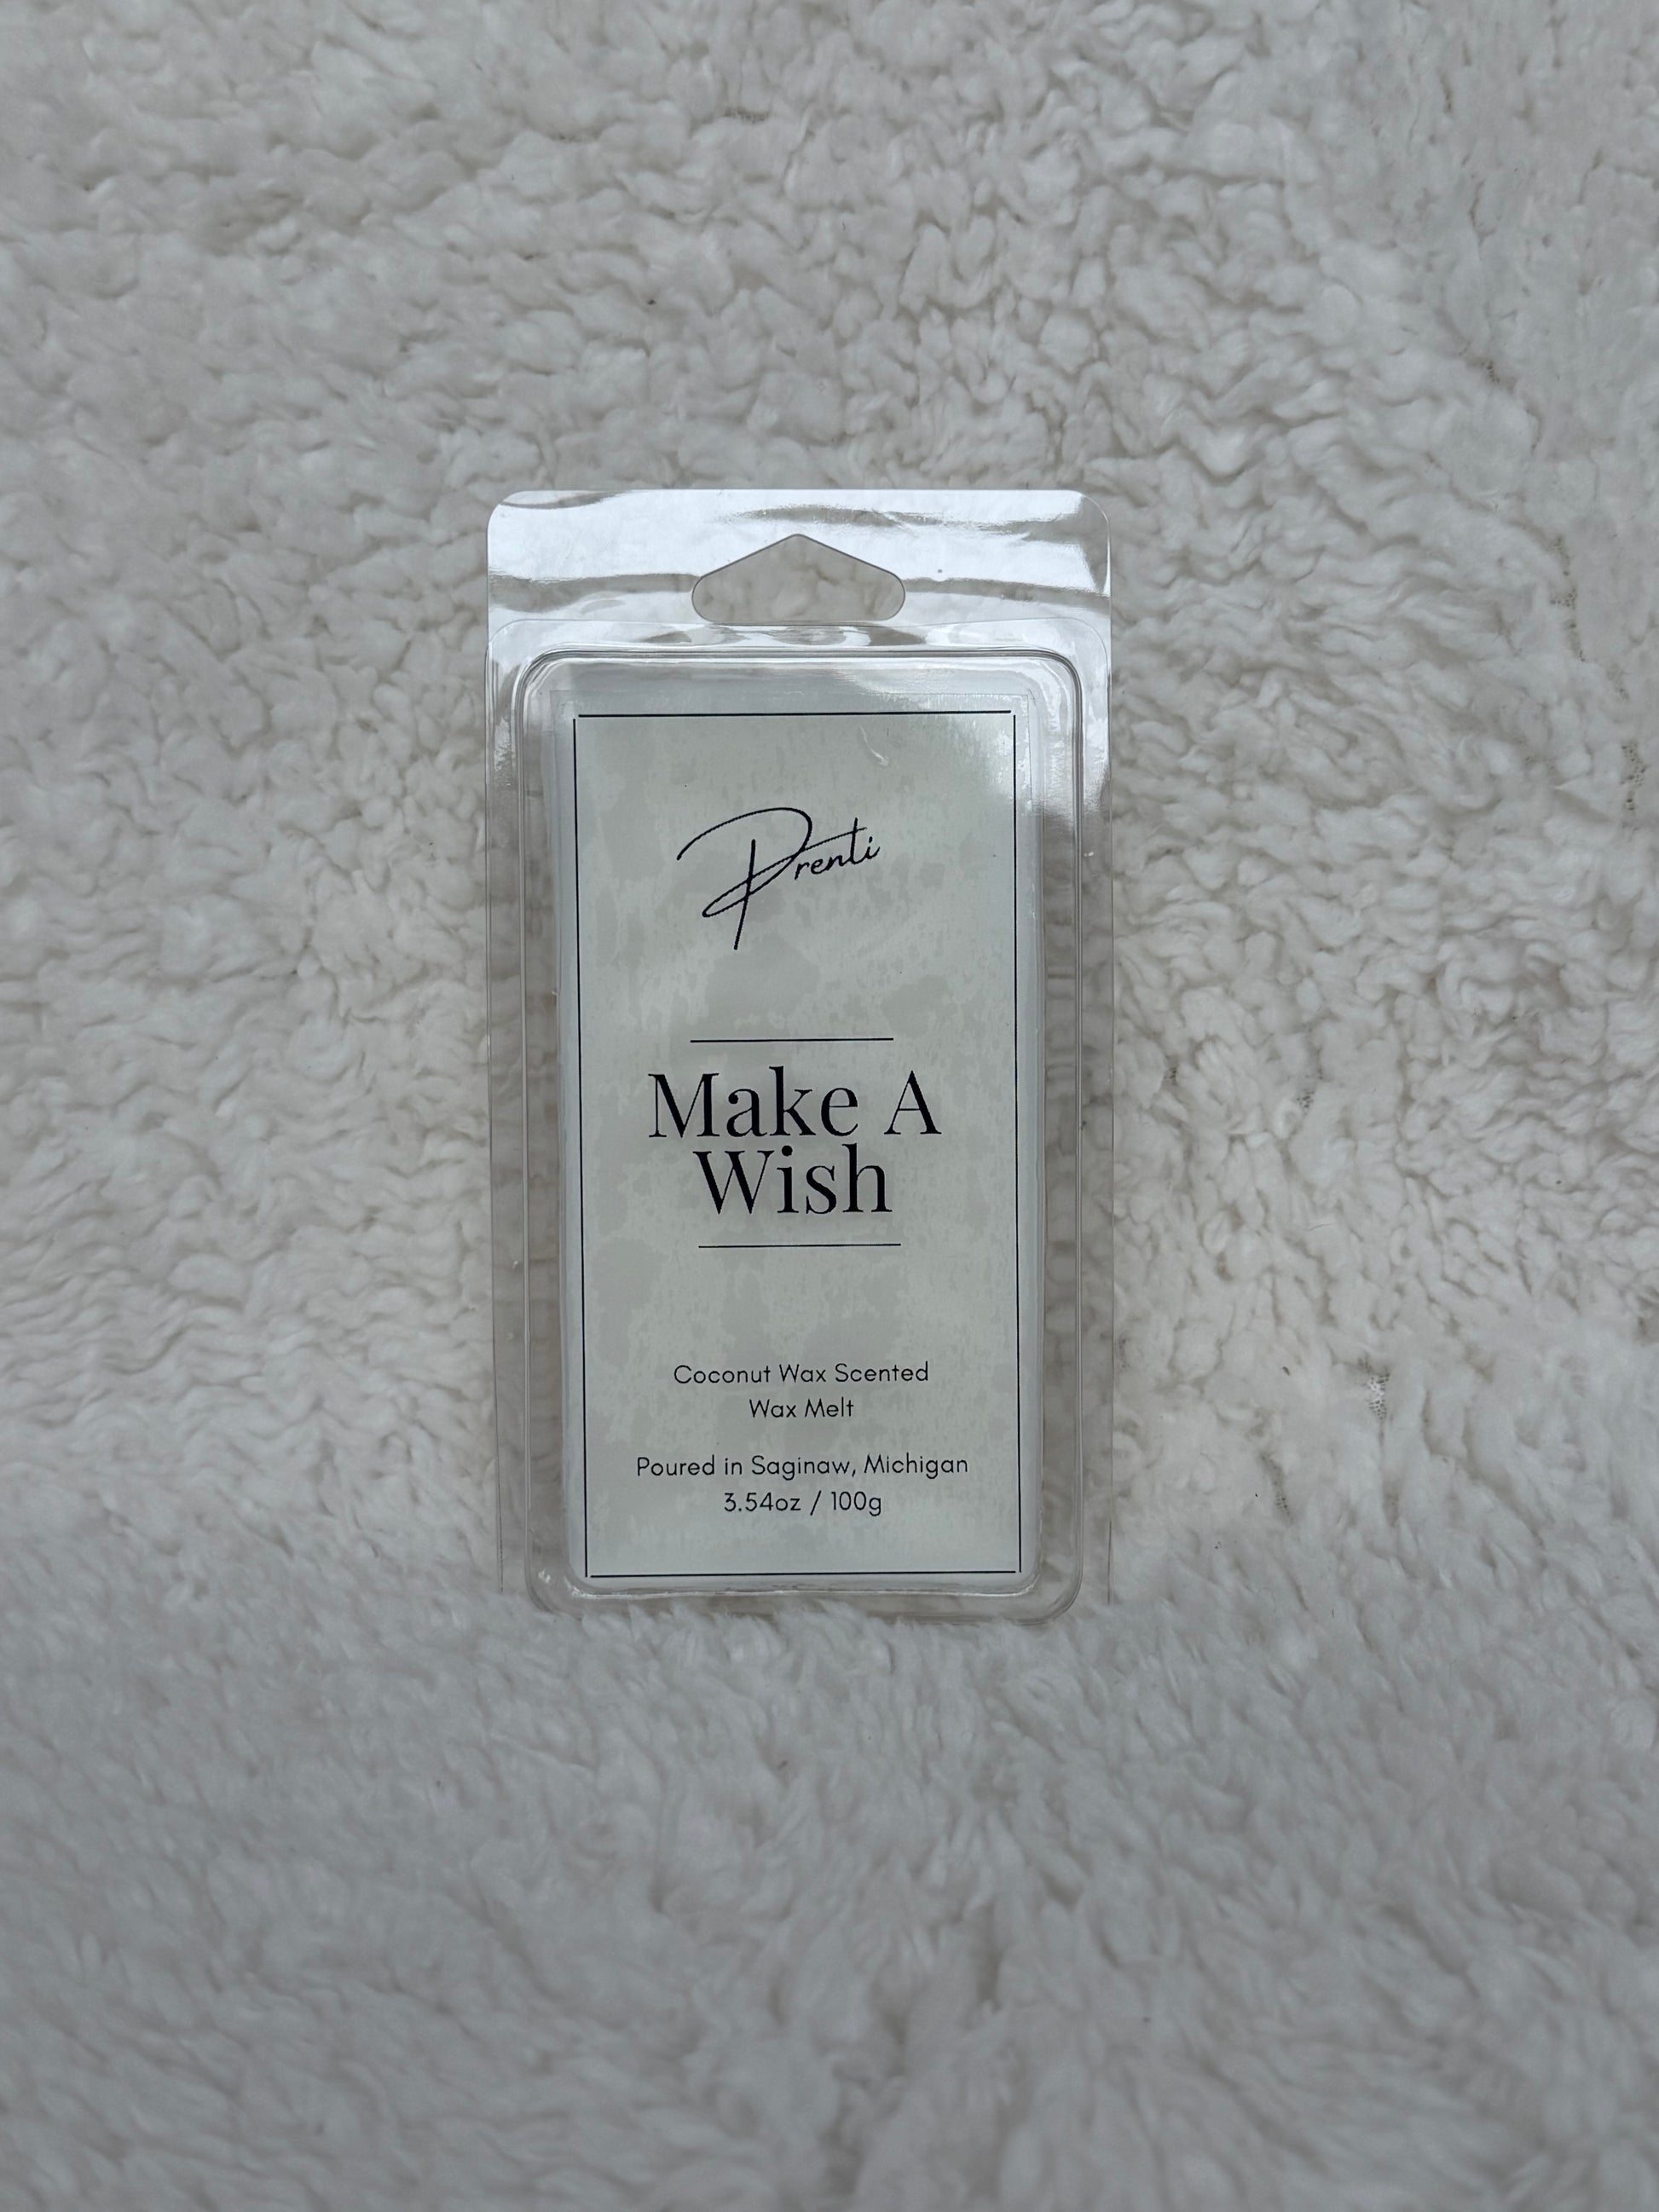 Prenti
Make A
Wish
Coconut Wax Scented
Wax Melt
Poured in Saginaw, Michigan
3.54oz / 100g